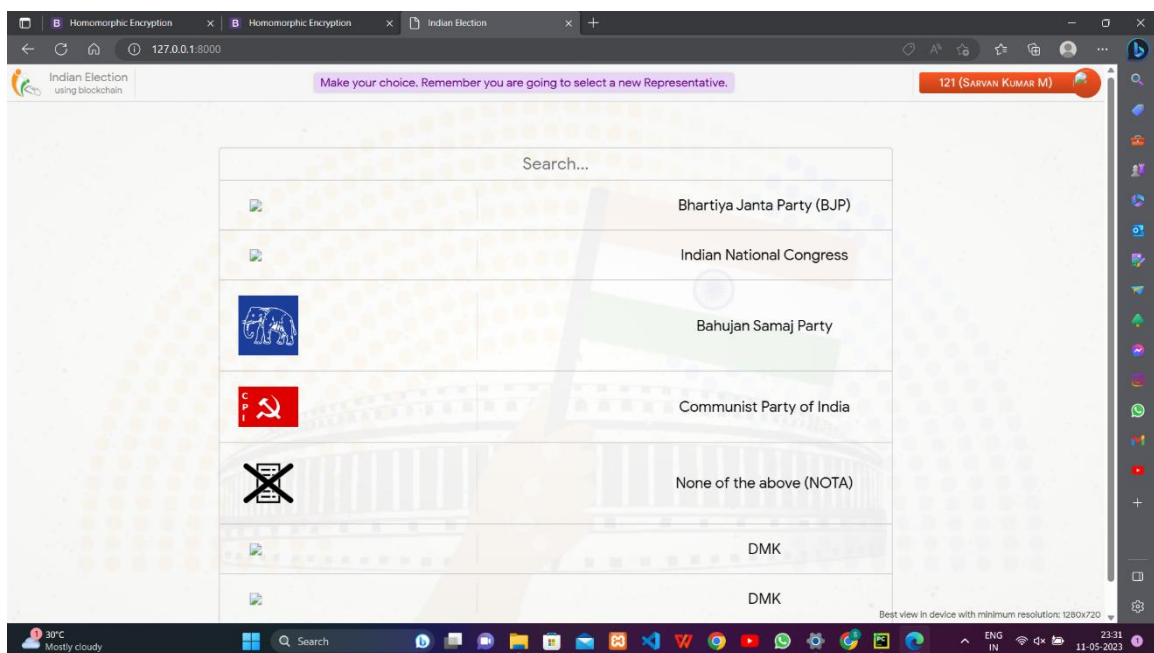 B Homomorphic Encryption
B Homomorphic Encryption
Indian Election
127.0.0.1:8000
Indian Election
using blockchain
Make your choice. Remember you are going to select a new Representative.
121 (Sarvan Kumar M)
Search...
Bhartiya Janta Party (BJP)
Indian National Congress
Bahujan Samaj Party
CPI
Communist Party of India
None of the above (NOTA)
DMK
DMK
Best view in device with minimum resolution: 1280x720
1
30°C
Mostly cloudy
Search
ENG
IN
23:31
11-05-2023
1